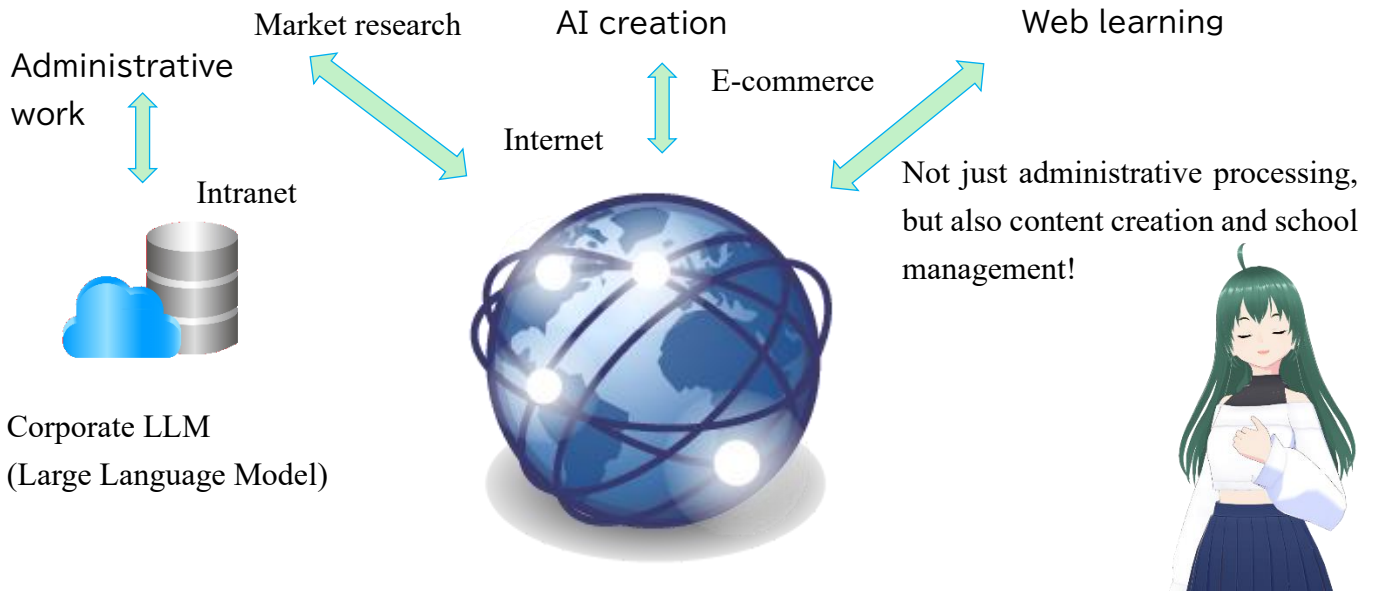 Market research
AI creation
Web learning
Administrative
work
E-commerce
Internet
Intranet
Not just administrative processing,
but also content creation and school
management!
Corporate LLM
(Large Language Model)